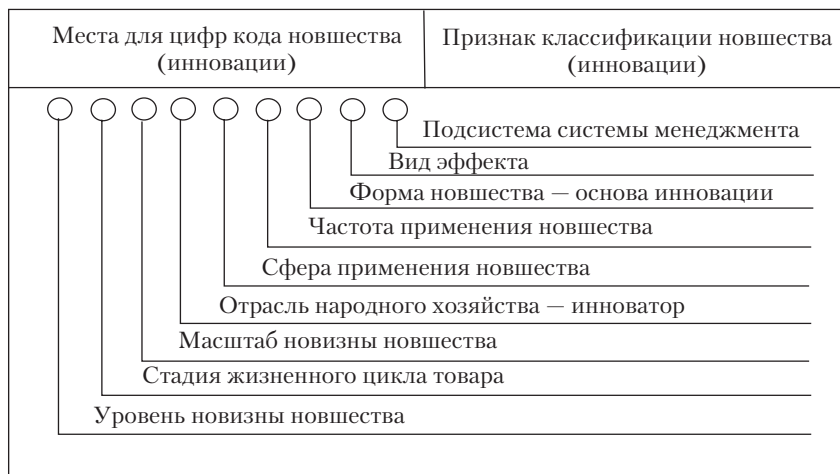 Места для цифр кода новшества
(инновации)
Признак классификации новшества
(инновации)
Подсистема системы менеджмента
Вид эффекта
Форма новшества — основа инновации
Частота применения новшества
Сфера применения новшества
Отрасль народного хозяйства — инноватор
Масштаб новизны новшества
Стадия жизненного цикла товара
Уровень новизны новшества